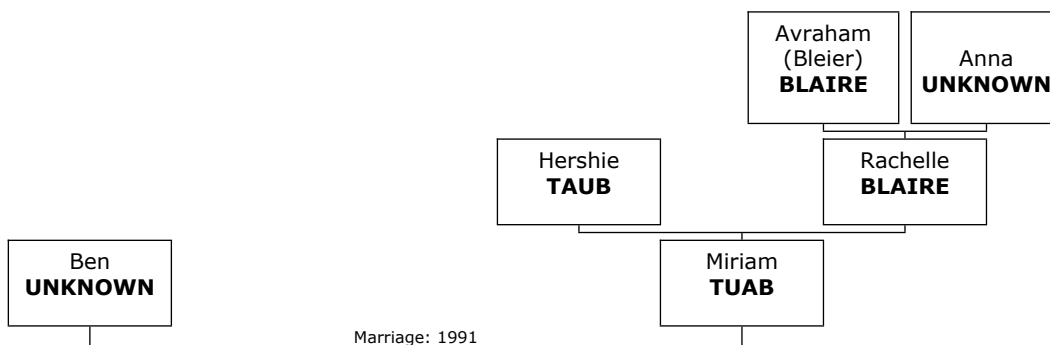 Avraham
(Bleier)
BLAIRE
Anna
UNKNOWN
Hershie
TAUB
Rachelle
BLAIRE
Ben
UNKNOWN
Miriam
TUAB
Marriage: 1991